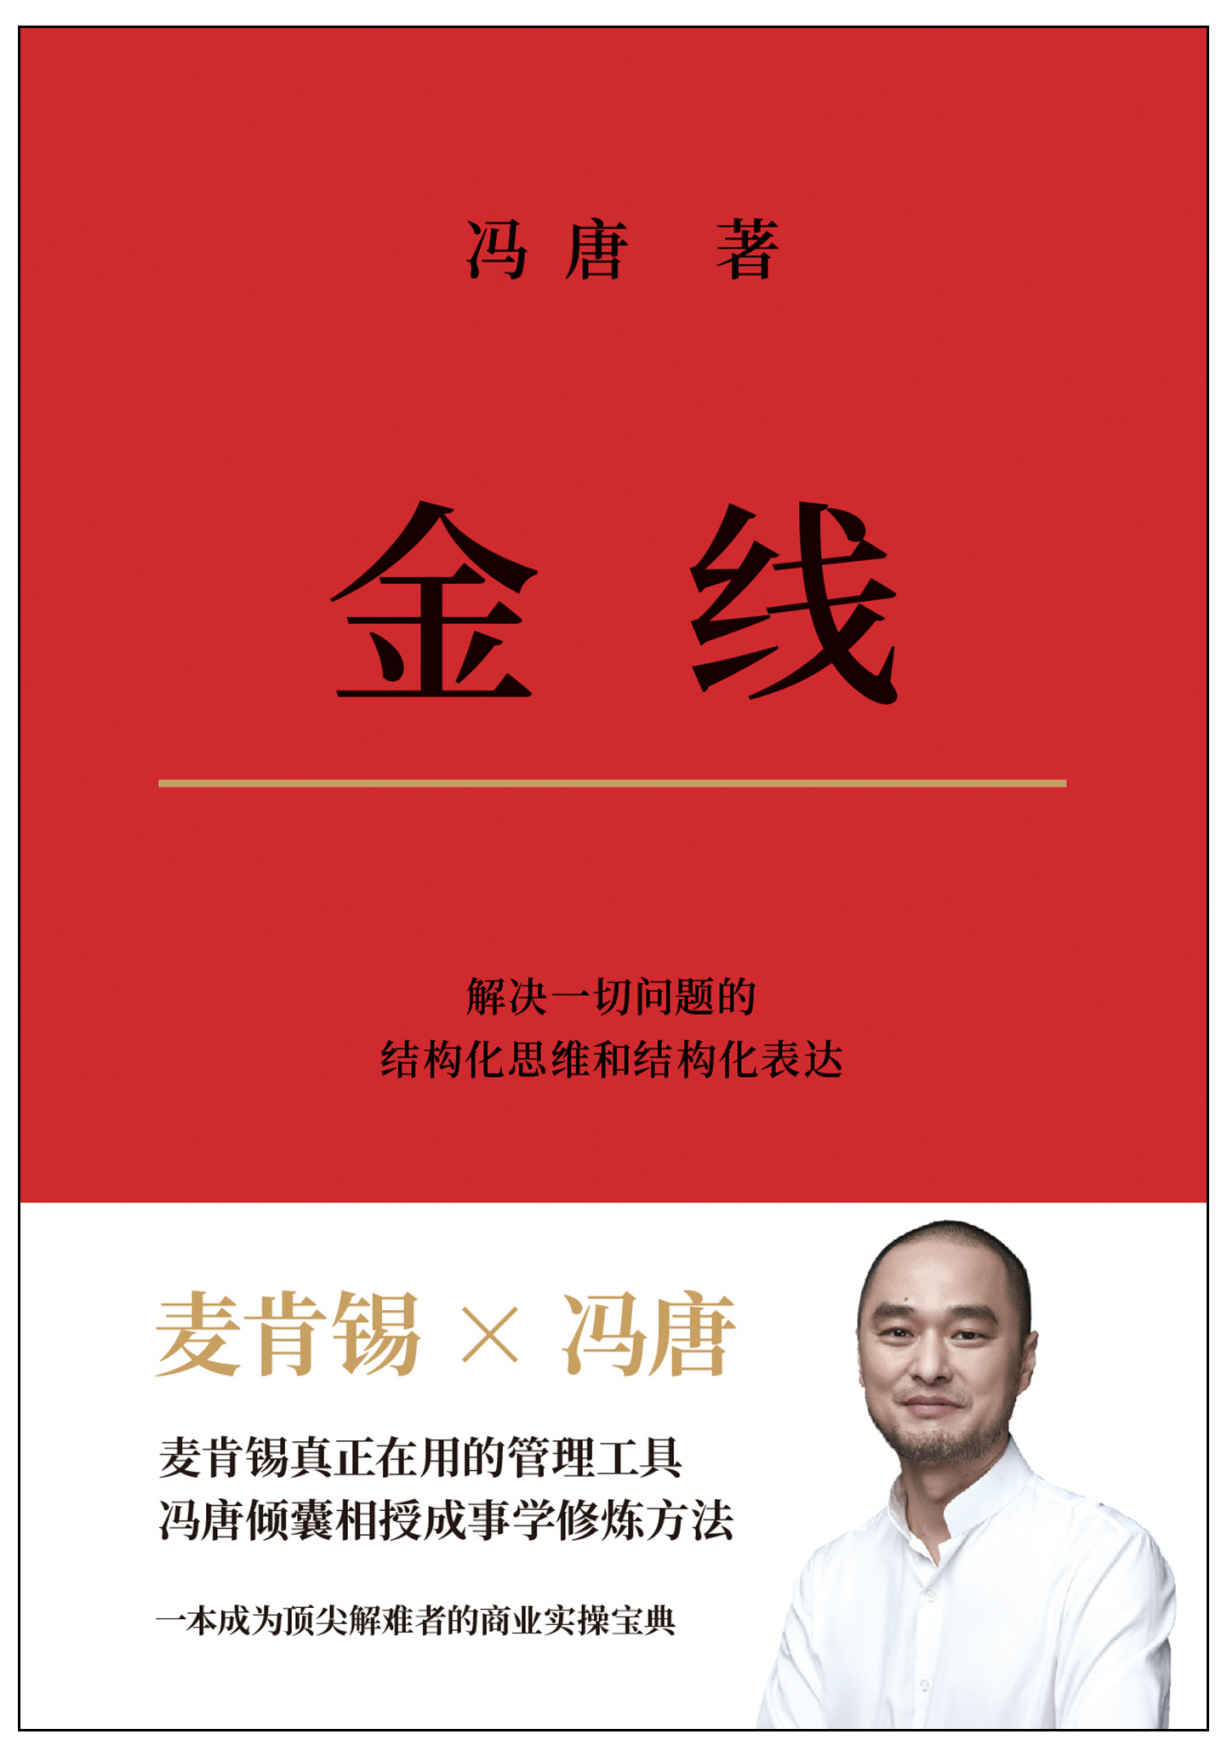 冯唐 著
金线
解决一切问题的
结构化思维和结构化表达
麦肯锡×冯唐
麦肯锡真正在用的管理工具
冯唐倾囊相授成事学修炼方法
一本成为顶尖解难者的商业实操宝典